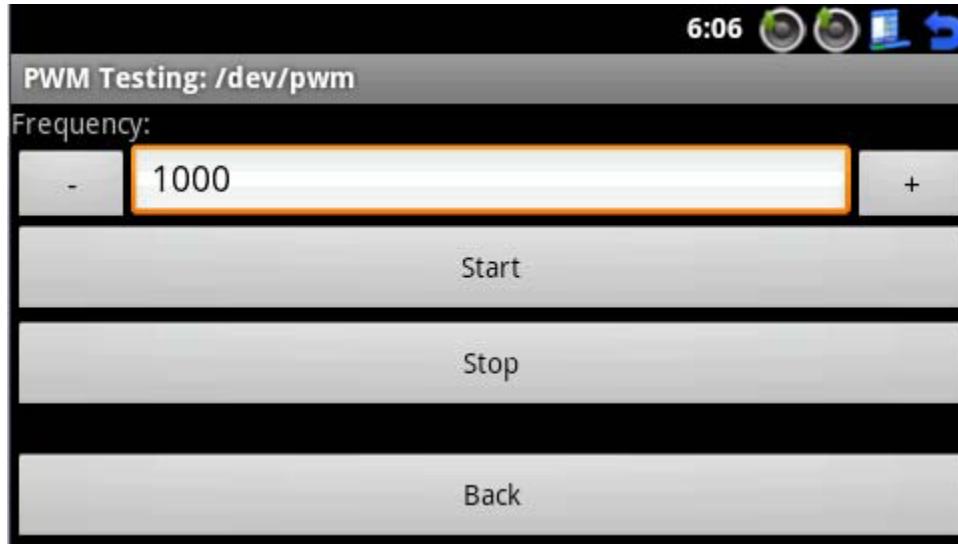 6:06
PWM Testing: /dev/pwm
Frequency:
- 1000 +
Start
Stop
Back